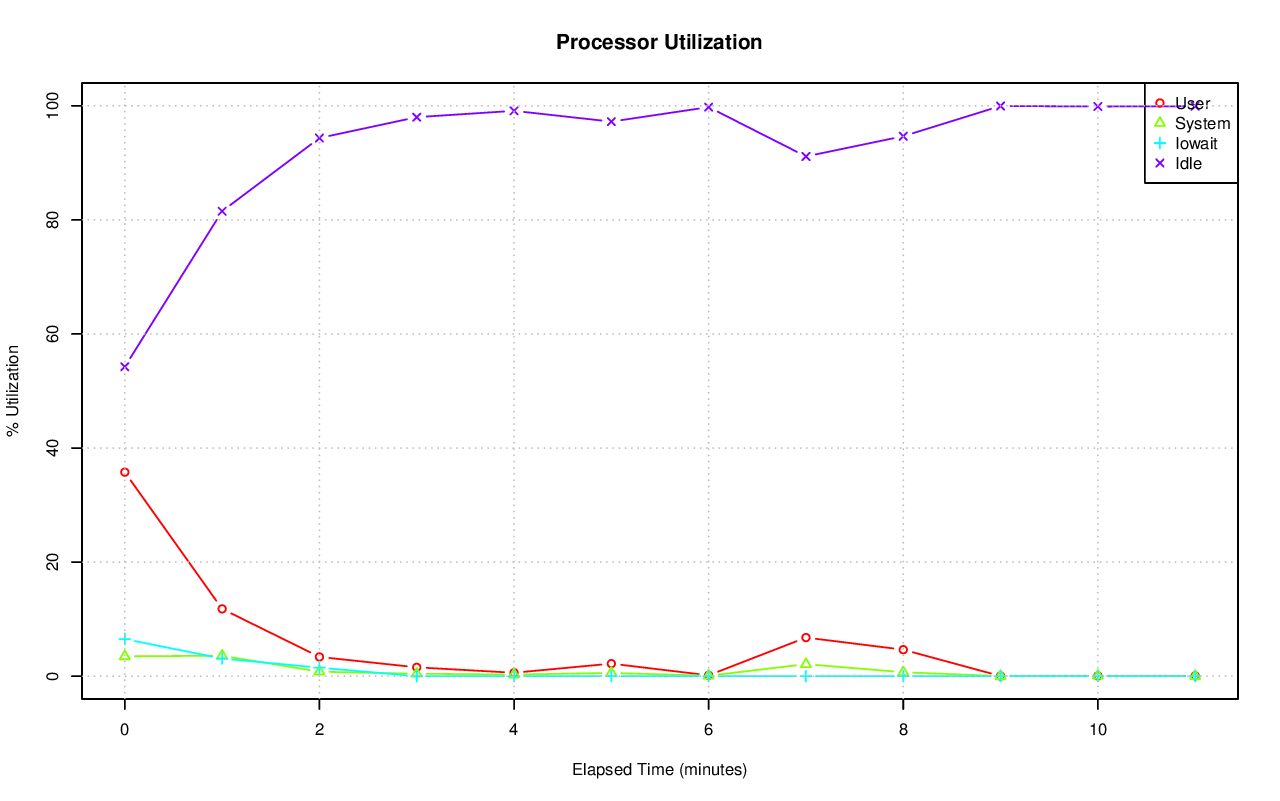 Processor Utilization
% Utilization
100
80
60
40
20
0
User
System
Iowait
Idle
0 2 4 6 8 10
Elapsed Time (minutes)